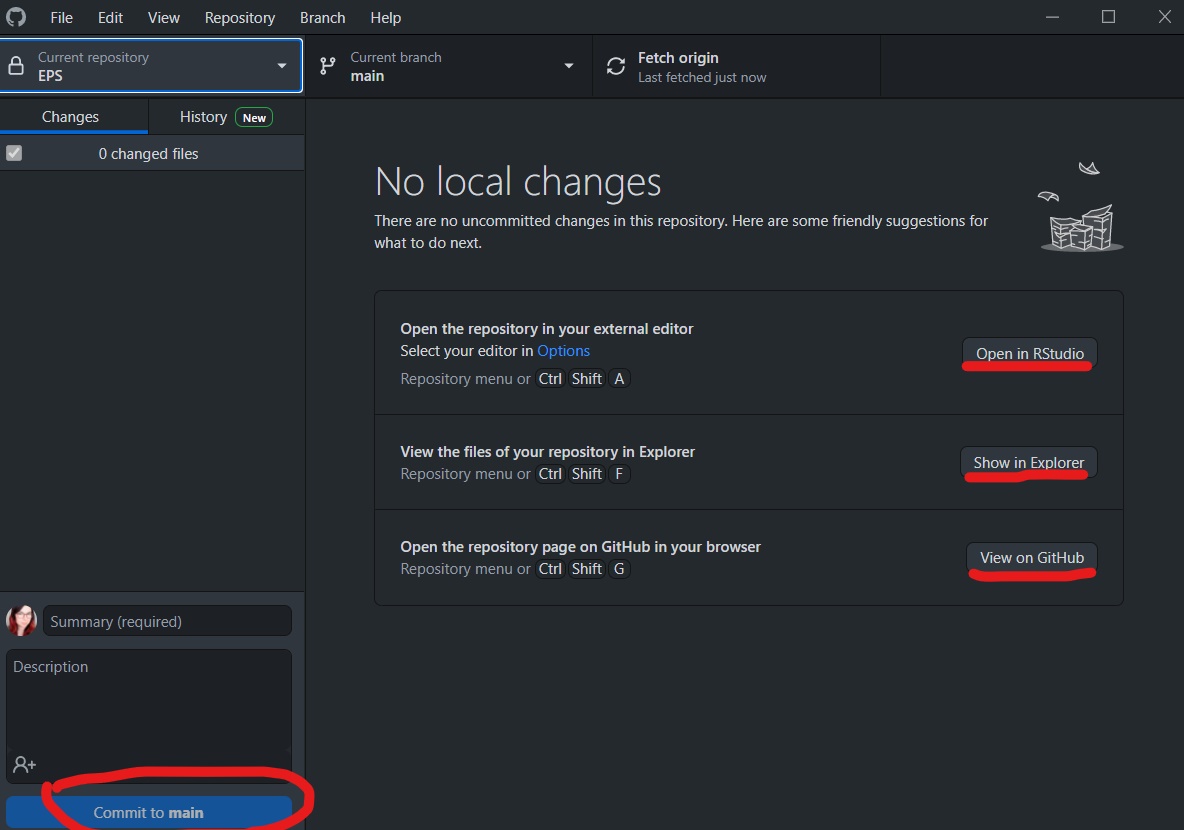 File Edit View Repository Branch Help
Current repository
EPS
Current branch
main
Fetch origin
Last fetched just now
Changes
History New
0 changed files
No local changes
There are no uncommitted changes in this repository. Here are some friendly suggestions for
what to do next.
Open the repository in your external editor
Select your editor in Options
Repository menu or Ctrl Shift A
Open in RStudio
View the files of your repository in Explorer
Repository menu or Ctrl Shift F
Show in Explorer
Open the repository page on GitHub in your browser
Repository menu or Ctrl Shift G
View on GitHub
Summary (required)
Description
Commit to main